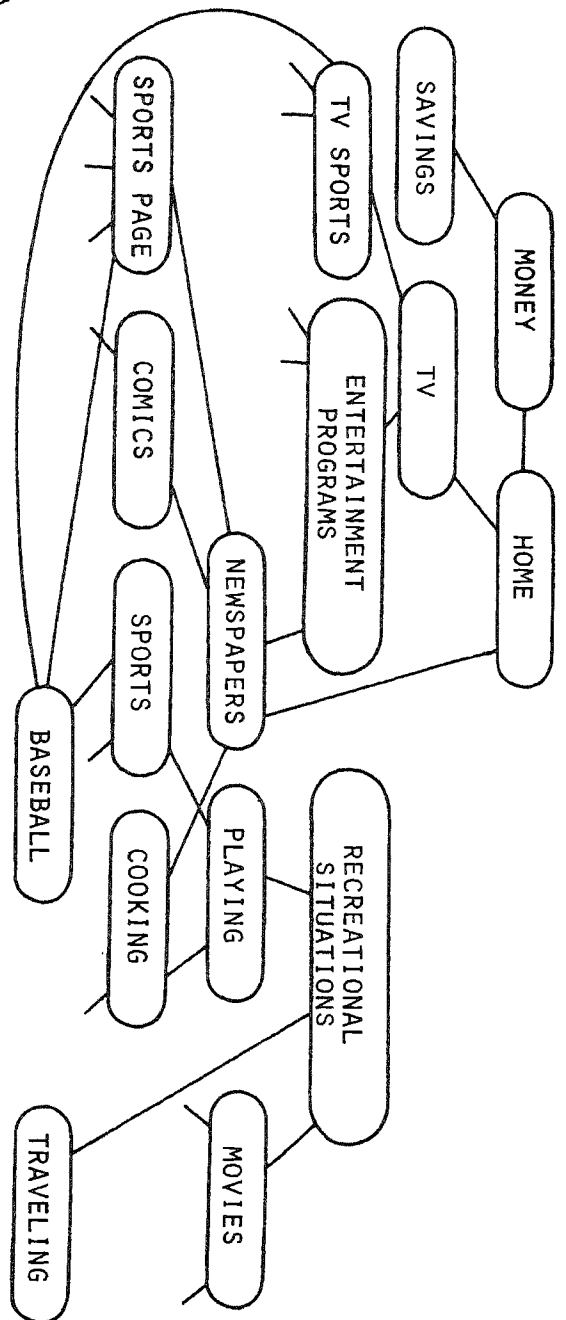 MONEY
HOME
SAVINGS
TV
TV SPORTS
ENTERTAINMENT
PROGRAMS
RECREATIONAL
SITUATIONS
NEWSPAPERS
PLAYING
MOVIES
SPORTS PAGE
COMICS
SPORTS
COOKING
BASEBALL
TRAVELING